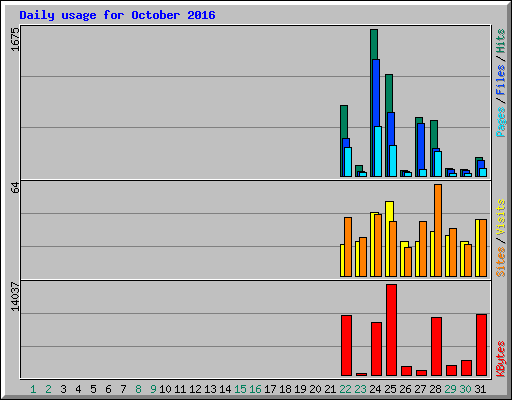 Daily usage for October 2016
1675
64
14037
Pages / Files / Hits
Sites / Visits
KBytes
1 2 3 4 5 6 7 8 9 10 11 12 13 14 15 16 17 18 19 20 21 22 23 24 25 26 27 28 29 30 31